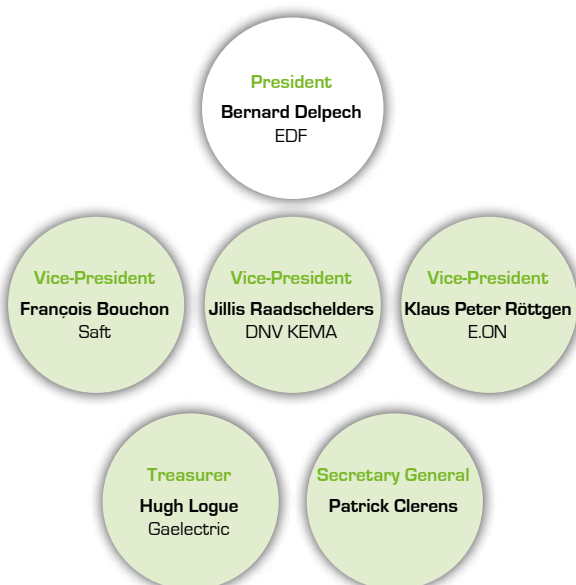 President
Bernard Delpech
EDF
Vice-President
François Bouchon
Saft
Vice-President
Jillis Raadschelders
DNV KEMA
Vice-President
Klaus Peter Röttgen
E.ON
Treasurer
Hugh Logue
Gaelectric
Secretary General
Patrick Clerens